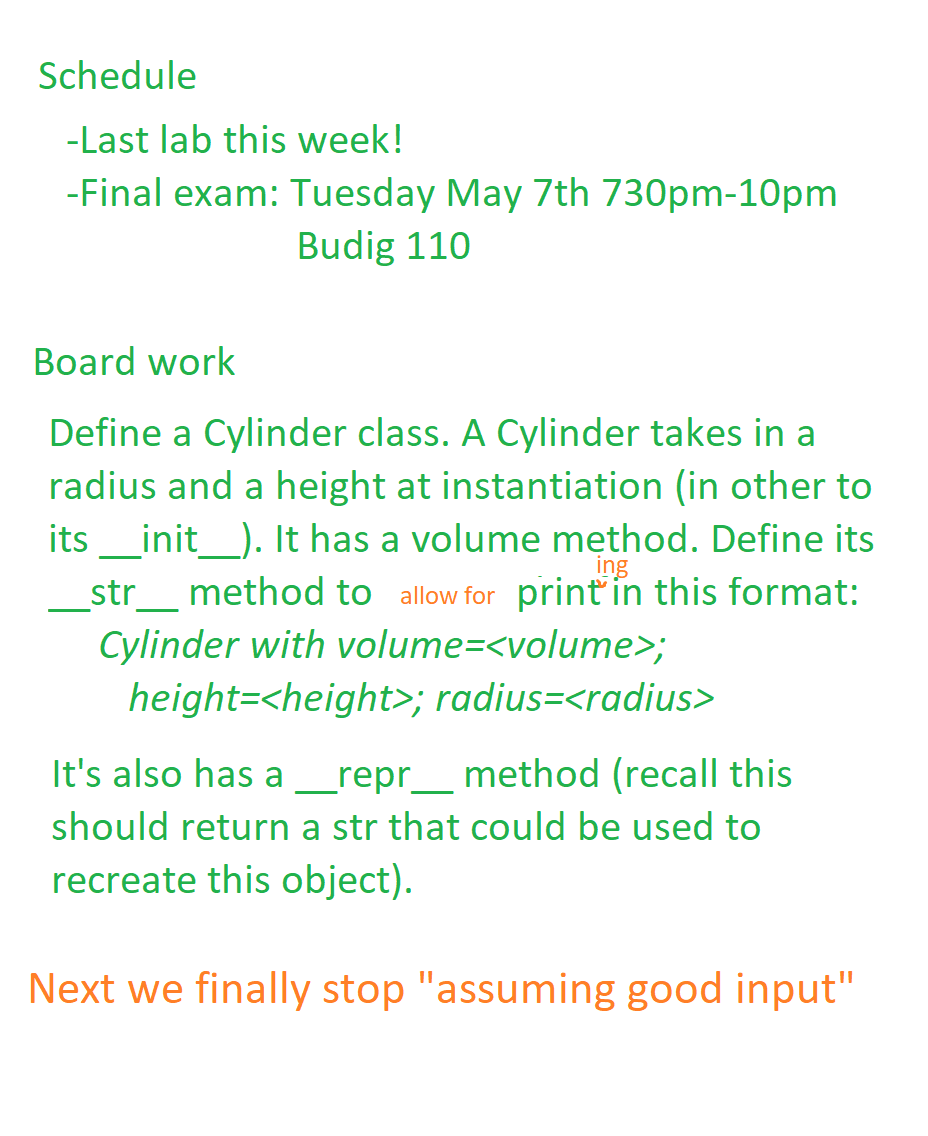 Schedule
-Last lab this week!
-Final exam: Tuesday May 7th 730pm-10pm
Budig 110
Board work
Define a Cylinder class. A Cylinder takes in a
radius and a height at instantiation (in other to
its __init__). It has a volume method. Define its
__str__ method to allow for printing in this format:
Cylinder with volume=<volume>;
height=<height>; radius=<radius>
It's also has a __repr__ method (recall this
should return a str that could be used to
recreate this object).
Next we finally stop "assuming good input"